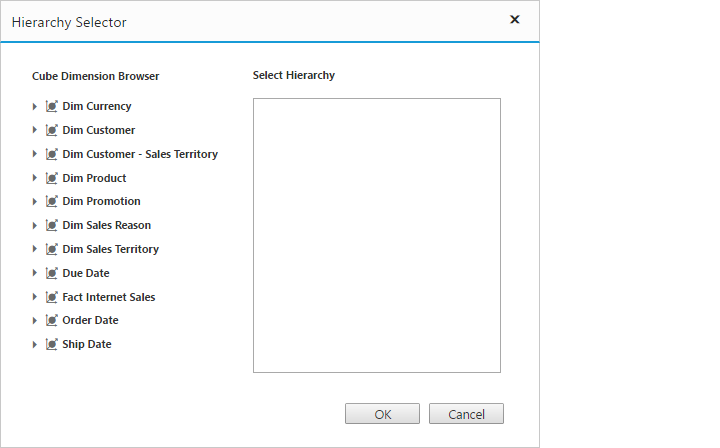 Hierarchy Selector
Cube Dimension Browser
Select Hierarchy
Dim Currency
Dim Customer
Dim Customer - Sales Territory
Dim Product
Dim Promotion
Dim Sales Reason
Dim Sales Territory
Due Date
Fact Internet Sales
Order Date
Ship Date
OK
Cancel